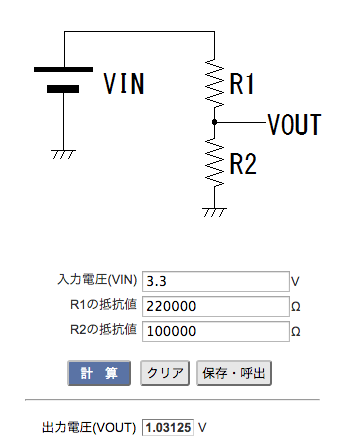 VIN
R1
VOUT
R2
入力電圧(VIN) 3.3 V
R1の抵抗値 220000 Ω
R2の抵抗値 100000 Ω
計 算 クリア 保存・呼出
出力電圧(VOUT) 1.03125 V